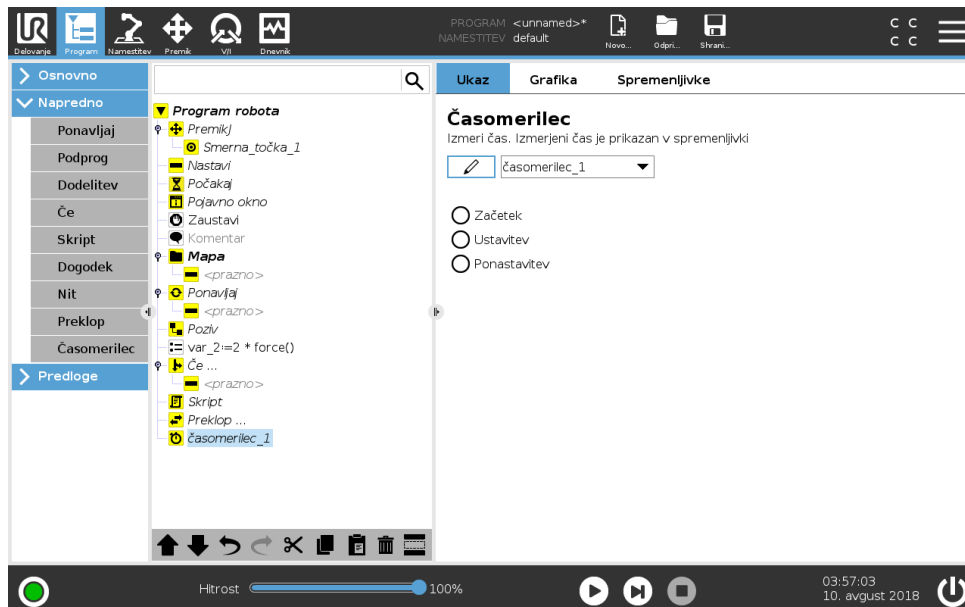 PROGRAM <unnamed>*
NAMESTITEV default
Delovanje
Program
Namestitev
Premik
V/I
Dnevnik
Novo...
Odpri...
Shrani...
C C
C C
Osnovno
Napredno
Ponavljaj
Podprog
Dodelitev
Če
Skript
Dogodek
Nit
Preklop
Časomerilec
Predloge
Program robota
PremikJ
Smerna_točka_1
Nastavi
Počakaj
Pojavno okno
Zaustavi
Komentar
Mapa
<prazno>
Ponavljaj
<prazno>
Poziv
var_2:=2 * force()
Če ...
<prazno>
Skript
Preklop ...
časomerilec_1
Ukaz
Grafika
Spremenljivke
Časomerilec
Izmeri čas. Izmerjeni čas je prikazan v spremenljivki
časomerilec_1
Začetek
Ustavitev
Ponastavitev
Hitrost
100%
03:57:03
10. avgust 2018